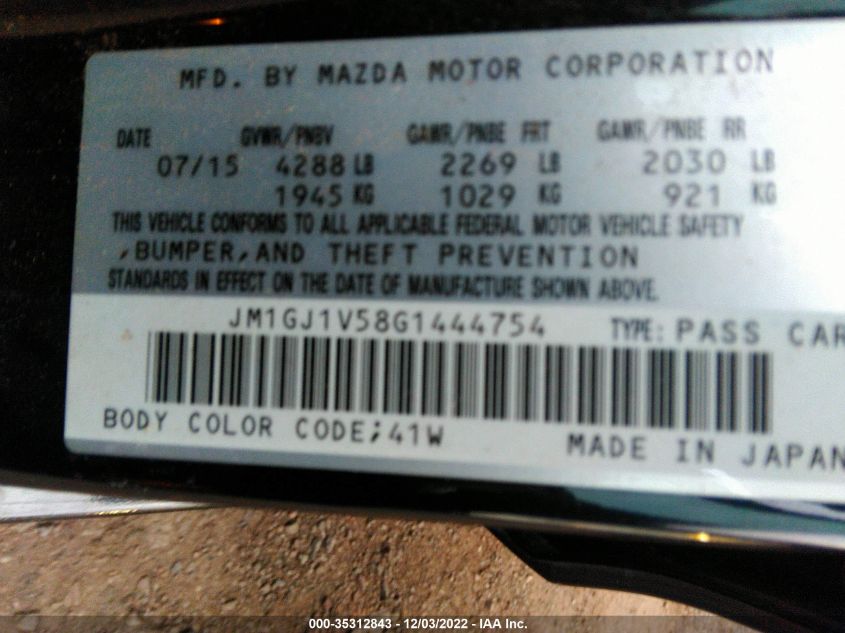 MFD. BY MAZDA MOTOR CORPORATION
DATE GVWR/PNBV GAWR/PNBE FRT GAWR/PNBE RR
07/15 4288 LB 2269 LB 2030 LB
1945 KG 1029 KG 921 KG
THIS VEHICLE CONFORMS TO ALL APPLICABLE FEDERAL MOTOR VEHICLE SAFETY
,BUMPER,AND THEFT PREVENTION
STANDARDS IN EFFECT ON THE DATE OF MANUFACTURE SHOWN ABOVE.
JM1GJ1V58G1444754 TYPE: PASS CAR
BODY COLOR CODE;41W
MADE IN JAPAN
000-35312843 - 12/03/2022 - IAA Inc.